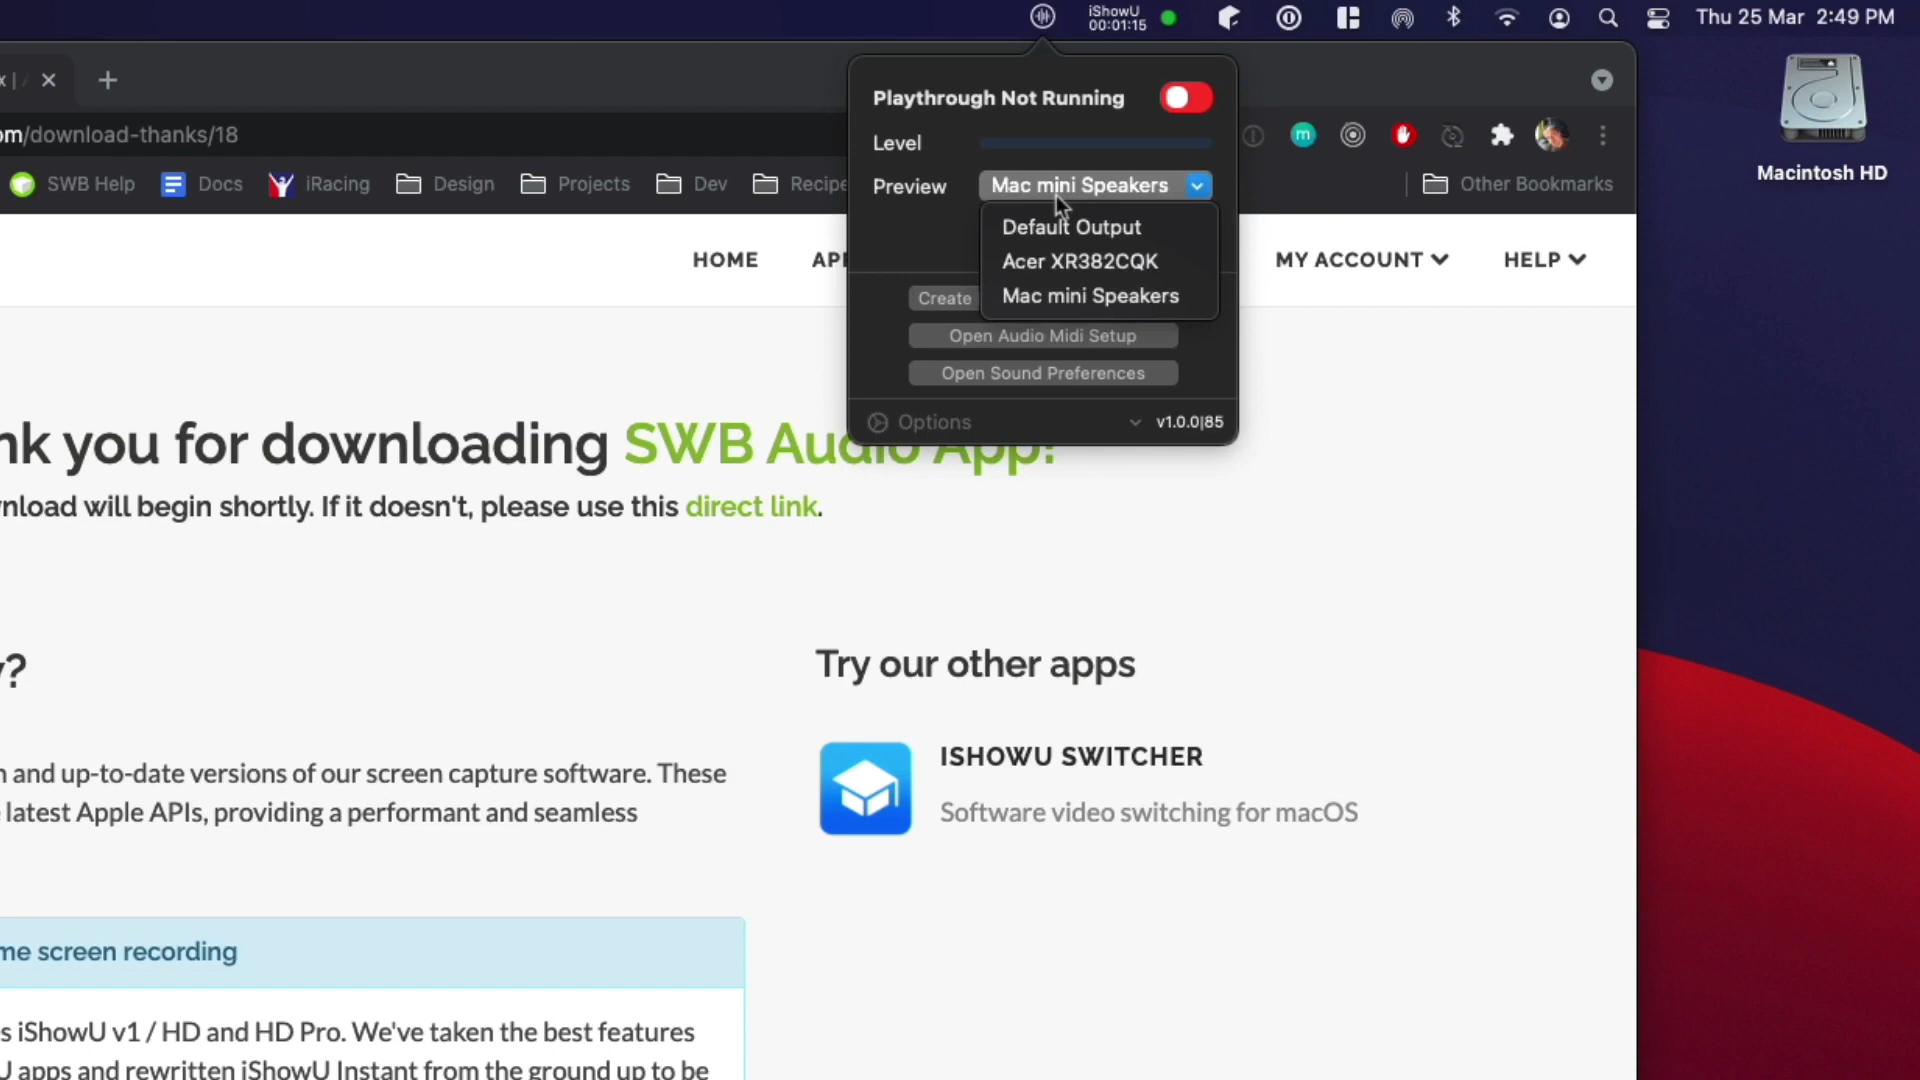 iShowU
00:01:15
Thu 25 Mar 2:49 PM
Playthrough Not Running
Level
Preview
Mac mini Speakers
Default Output
Acer XR382CQK
Mac mini Speakers
Create
Open Audio Midi Setup
Open Sound Preferences
Options
v1.0.0|85
Macintosh HD
x |
om/download-thanks/18
m
SWB Help
Docs
iRacing
Design
Projects
Dev
Recipe
Other Bookmarks
HOME
AP
MY ACCOUNT
HELP
nk you for downloading SWB Audio App!
wnload will begin shortly. If it doesn't, please use this direct link.
y?
Try our other apps
ISHOWU SWITCHER
Software video switching for macOS
n and up-to-date versions of our screen capture software. These
latest Apple APIs, providing a performant and seamless
me screen recording
s iShowU v1 / HD and HD Pro. We've taken the best features
U apps and rewritten iShowU Instant from the ground up to be